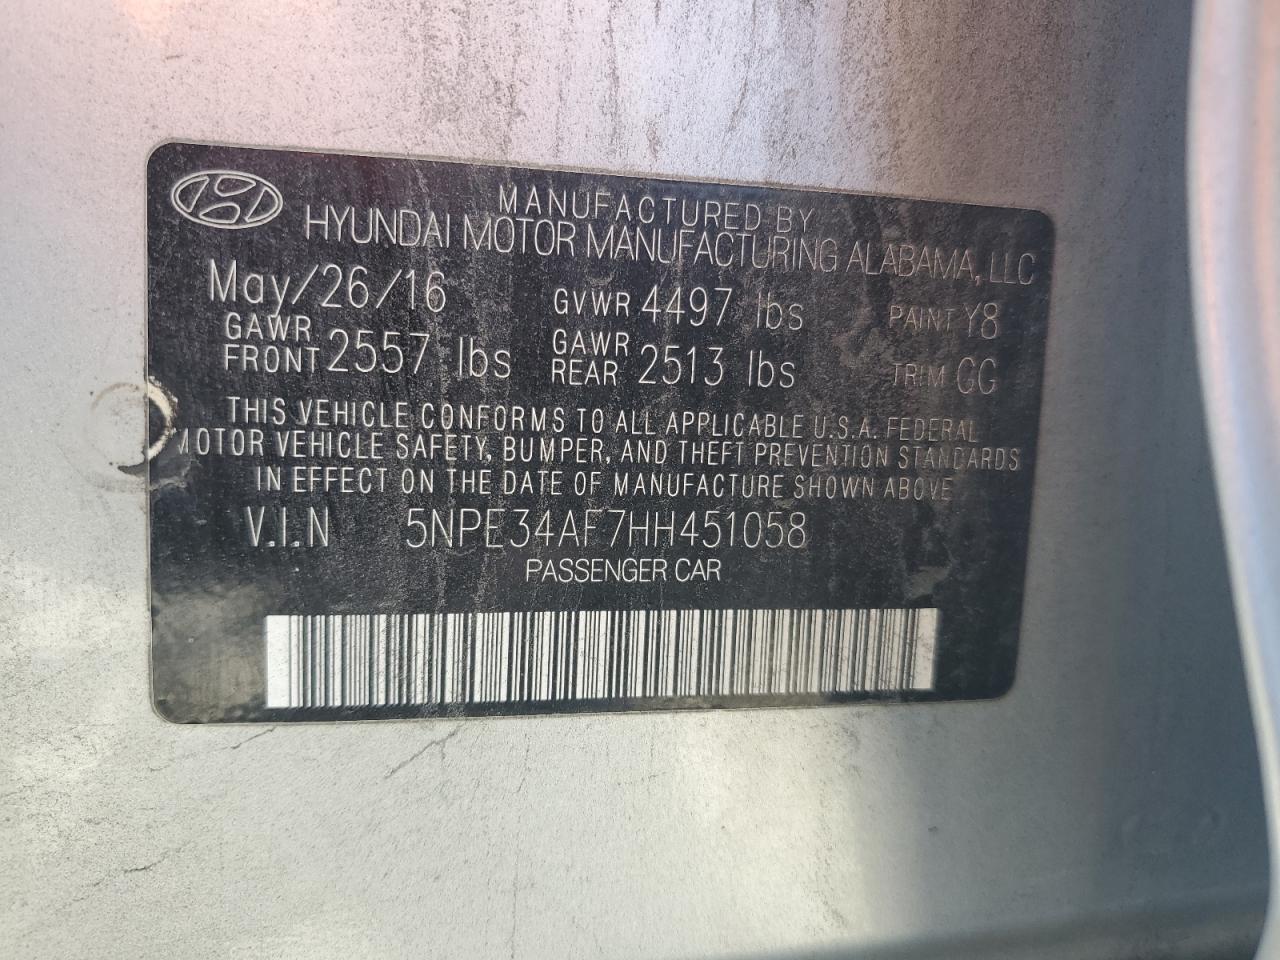 MANUFACTURED BY
HYUNDAI MOTOR MANUFACTURING ALABAMA, LLC
May/26/16 GVWR 4497 lbs PAINT Y8
GAWR FRONT 2557 lbs GAWR REAR 2513 lbs TRIM GG
THIS VEHICLE CONFORMS TO ALL APPLICABLE U.S.A. FEDERAL
MOTOR VEHICLE SAFETY, BUMPER, AND THEFT PREVENTION STANDARDS
IN EFFECT ON THE DATE OF MANUFACTURE SHOWN ABOVE
V.I.N 5NPE34AF7HH451058
PASSENGER CAR